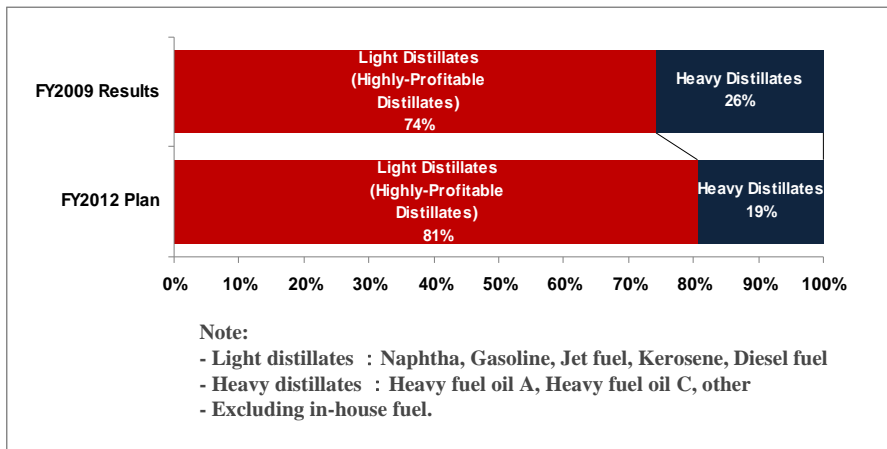 Light Distillates
(Highly-Profitable
Distillates)
74%
Heavy Distillates
26%
FY2009 Results
Light Distillates
(Highly-Profitable
Distillates)
81%
Heavy Distillates
19%
FY2012 Plan
0% 10% 20% 30% 40% 50% 60% 70% 80% 90% 100%
Note:
- Light distillates ：Naphtha, Gasoline, Jet fuel, Kerosene, Diesel fuel
- Heavy distillates ：Heavy fuel oil A, Heavy fuel oil C, other
- Excluding in-house fuel.